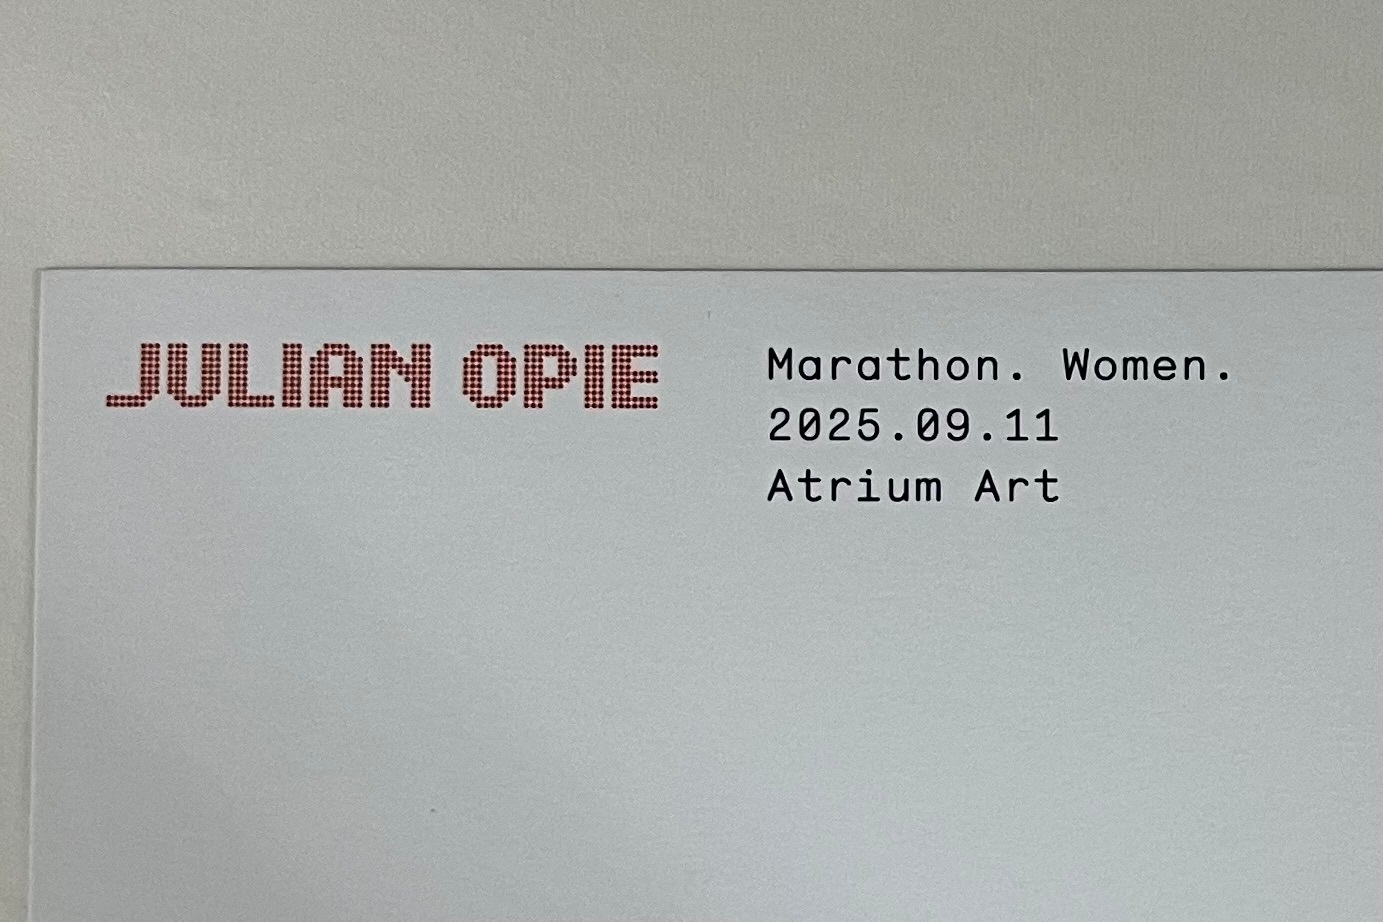 JULIAN OPIE
Marathon. Women.
2025.09.11
Atrium Art